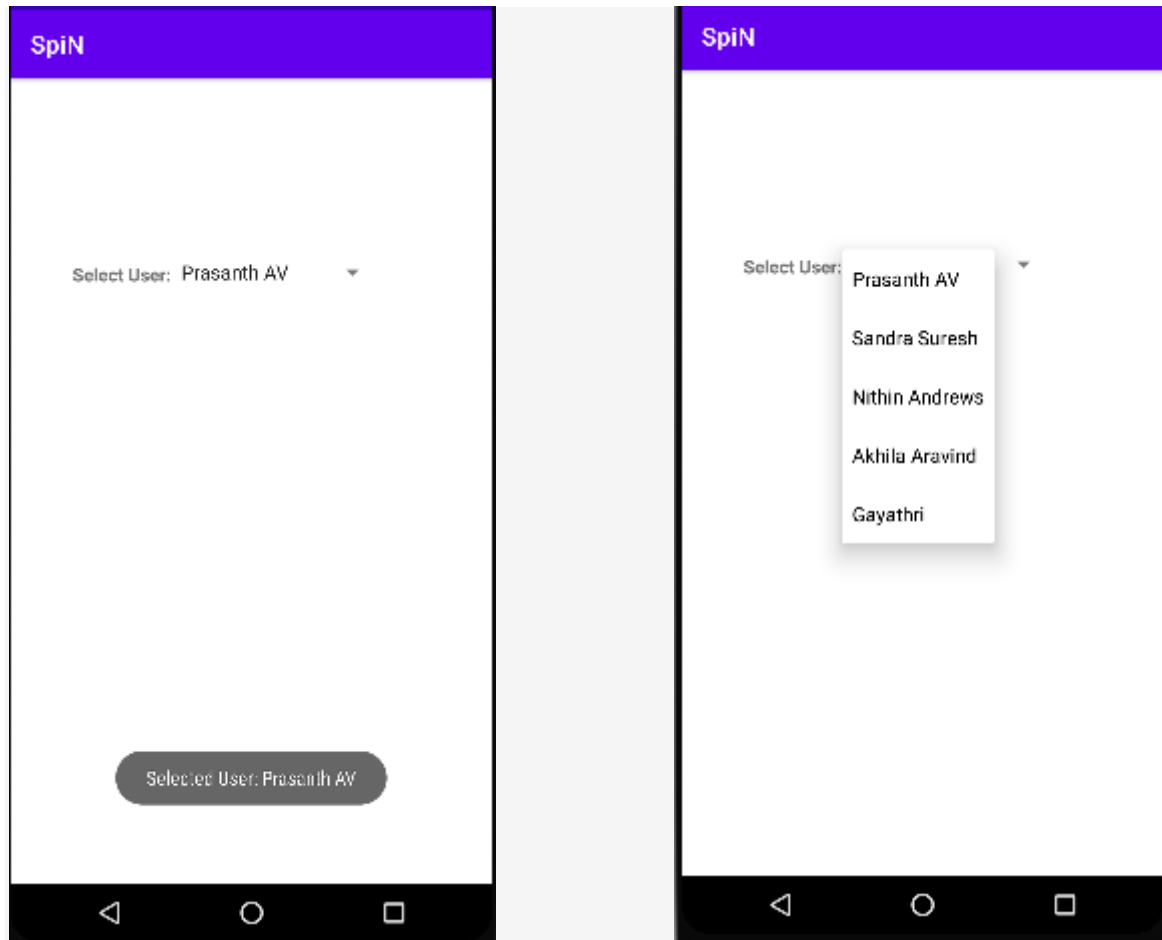 SpiN
Select User: Prasanth AV
Selected User: Prasanth AV
SpiN
Select User:
Prasanth AV
Sandra Suresh
Nithin Andrews
Akhila Aravind
Gayathri